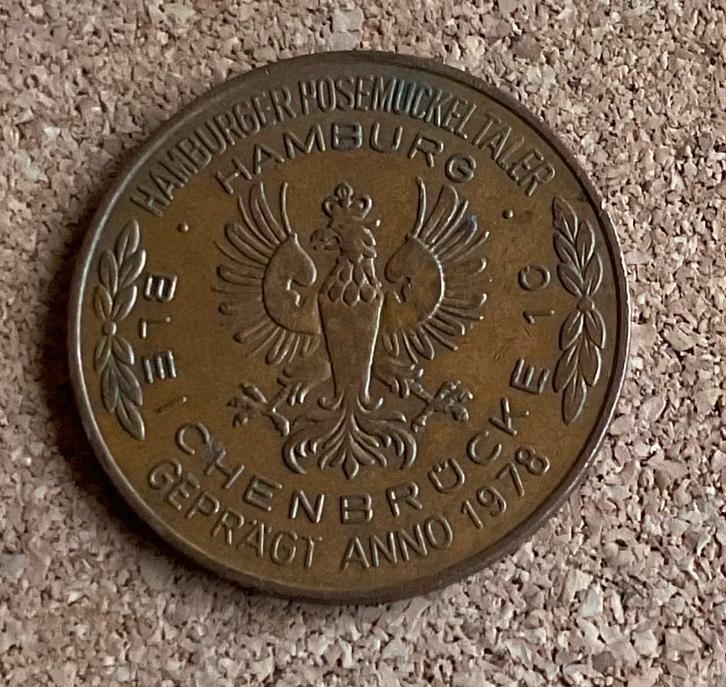 HAMBURGER POSEMUCKEL TALER
HAMBURG
BLEICHENBRÜCKE 10
GEPRÄGT ANNO 1978